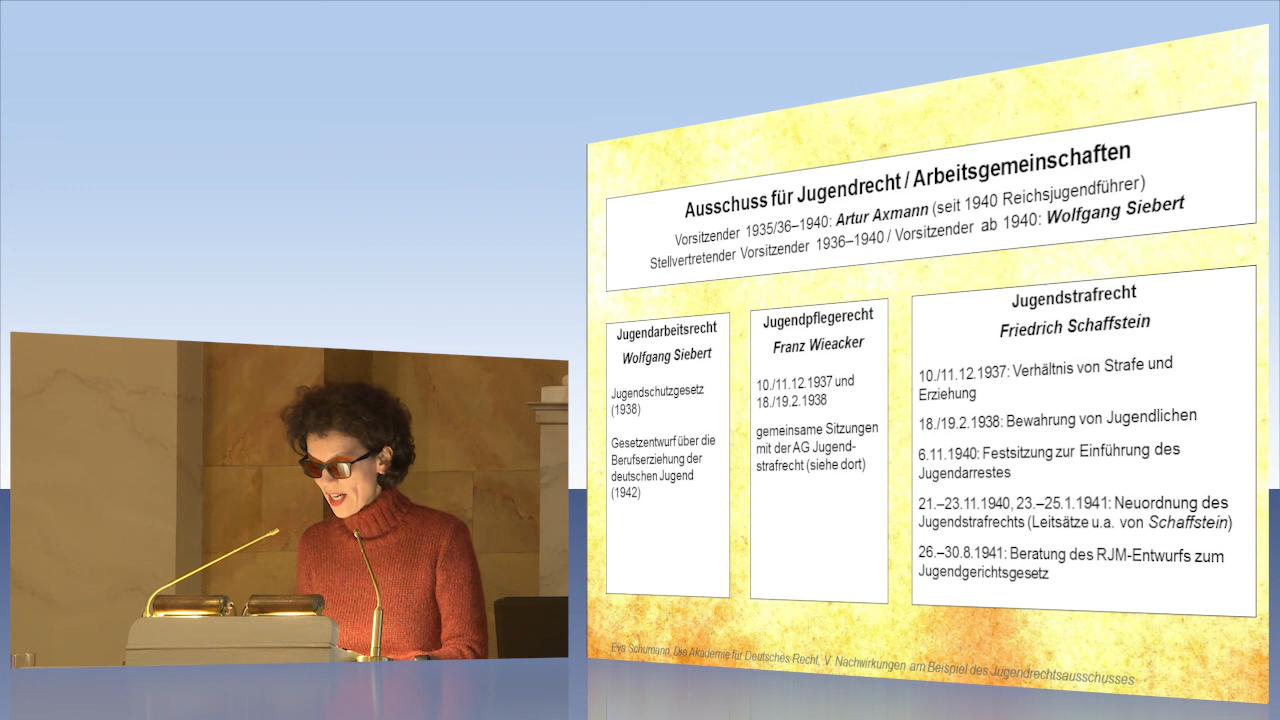 Ausschuss für Jugendrecht / Arbeitsgemeinschaften
Vorsitzender 1935/36–1940: Artur Axmann (seit 1940 Reichsjugendführer)
Stellvertretender Vorsitzender 1936–1940 / Vorsitzender ab 1940: Wolfgang Siebert
Jugendarbeitsrecht
Wolfgang Siebert
Jugendschutzgesetz
(1938)
Gesetzentwurf über die
Berufserziehung der
deutschen Jugend
(1942)
Jugendpflegerecht
Franz Wieacker
10./11.12.1937 und
18./19.2.1938
gemeinsame Sitzungen
mit der AG Jugend-
strafrecht (siehe dort)
Jugendstrafrecht
Friedrich Schaffstein
10./11.12.1937: Verhältnis von Strafe und
Erziehung
18./19.2.1938: Bewahrung von Jugendlichen
6.11.1940: Festsitzung zur Einführung des
Jugendarrestes
21.–23.11.1940, 23.–25.1.1941: Neuordnung des
Jugendstrafrechts (Leitsätze u.a. von Schaffstein)
26.–30.8.1941: Beratung des RJM-Entwurfs zum
Jugendgerichtsgesetz
Eva Schumann, Die Akademie für Deutsches Recht, V. Nachwirkungen am Beispiel des Jugendrechtsausschusses